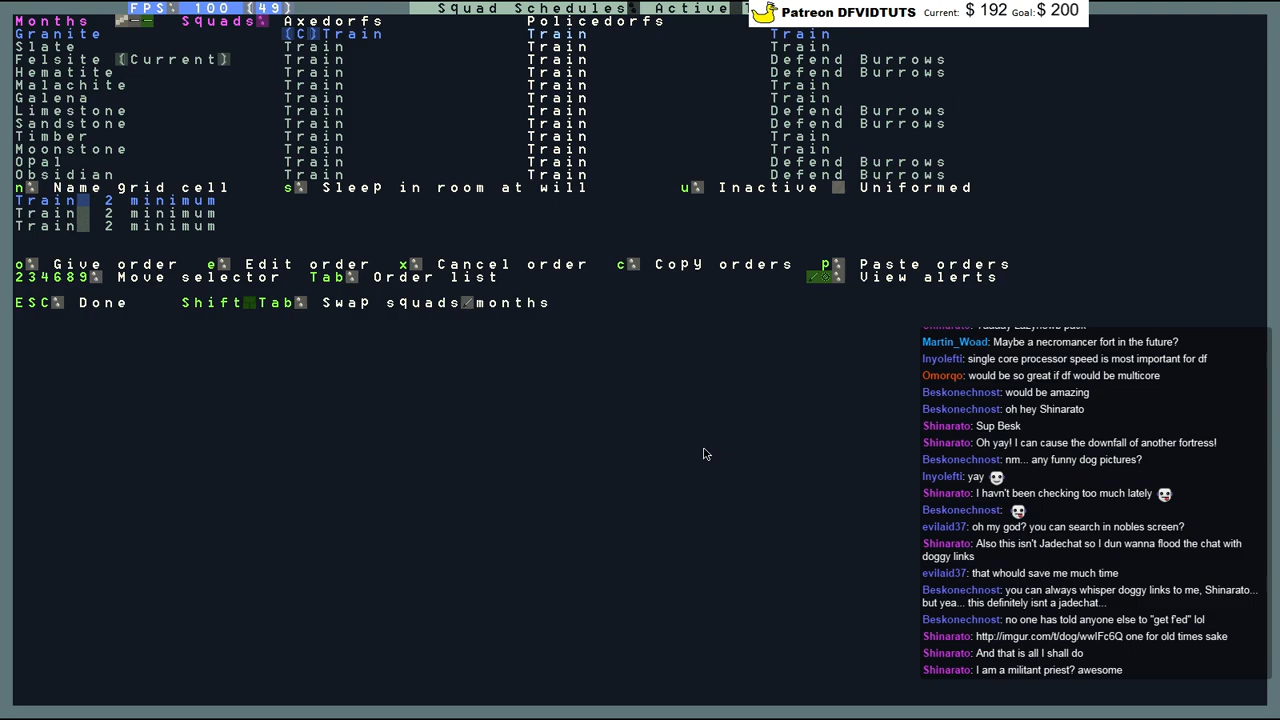 FPS: 100 (49) Squad Schedules: Active
Patreon DFVIDTUTS Current: $ 192 Goal: $ 200
Months Squads: Axedorfs Policedorfs
Granite (C)Train Train Train
Slate Train Train Train
Felsite (Current) Train Train Defend Burrows
Hematite Train Train Defend Burrows
Malachite Train Train Train
Galena Train Train Train
Limestone Train Train Defend Burrows
Sandstone Train Train Defend Burrows
Timber Train Train Train
Moonstone Train Train Train
Opal Train Train Defend Burrows
Obsidian Train Train Defend Burrows
n: Name grid cell s: Sleep in room at will u: Inactive Uniformed
Train 2 minimum
Train 2 minimum
Train 2 minimum
o: Give order e: Edit order x: Cancel order c: Copy orders p: Paste orders
234689: Move selector Tab: Order list View alerts
ESC: Done Shift Tab: Swap squads/months
Martin_Woad: Maybe a necromancer fort in the future?
Inyolefti: single core processor speed is most important for df
Omorqo: would be so great if df would be multicore
Beskonechnost: would be amazing
Beskonechnost: oh hey Shinarato
Shinarato: Sup Besk
Shinarato: Oh yay! I can cause the downfall of another fortress!
Beskonechnost: nm... any funny dog pictures?
Inyolefti: yay
Shinarato: I havn't been checking too much lately
Beskonechnost:
evilaid37: oh my god? you can search in nobles screen?
Shinarato: Also this isn't Jadechat so I dun wanna flood the chat with
doggy links
evilaid37: that whould save me much time
Beskonechnost: you can always whisper doggy links to me, Shinarato...
but yea... this definitely isnt a jadechat...
Beskonechnost: no one has told anyone else to "get f'ed" lol
Shinarato: http://imgur.com/t/dog/wwIFc6Q one for old times sake
Shinarato: And that is all I shall do
Shinarato: I am a militant priest? awesome